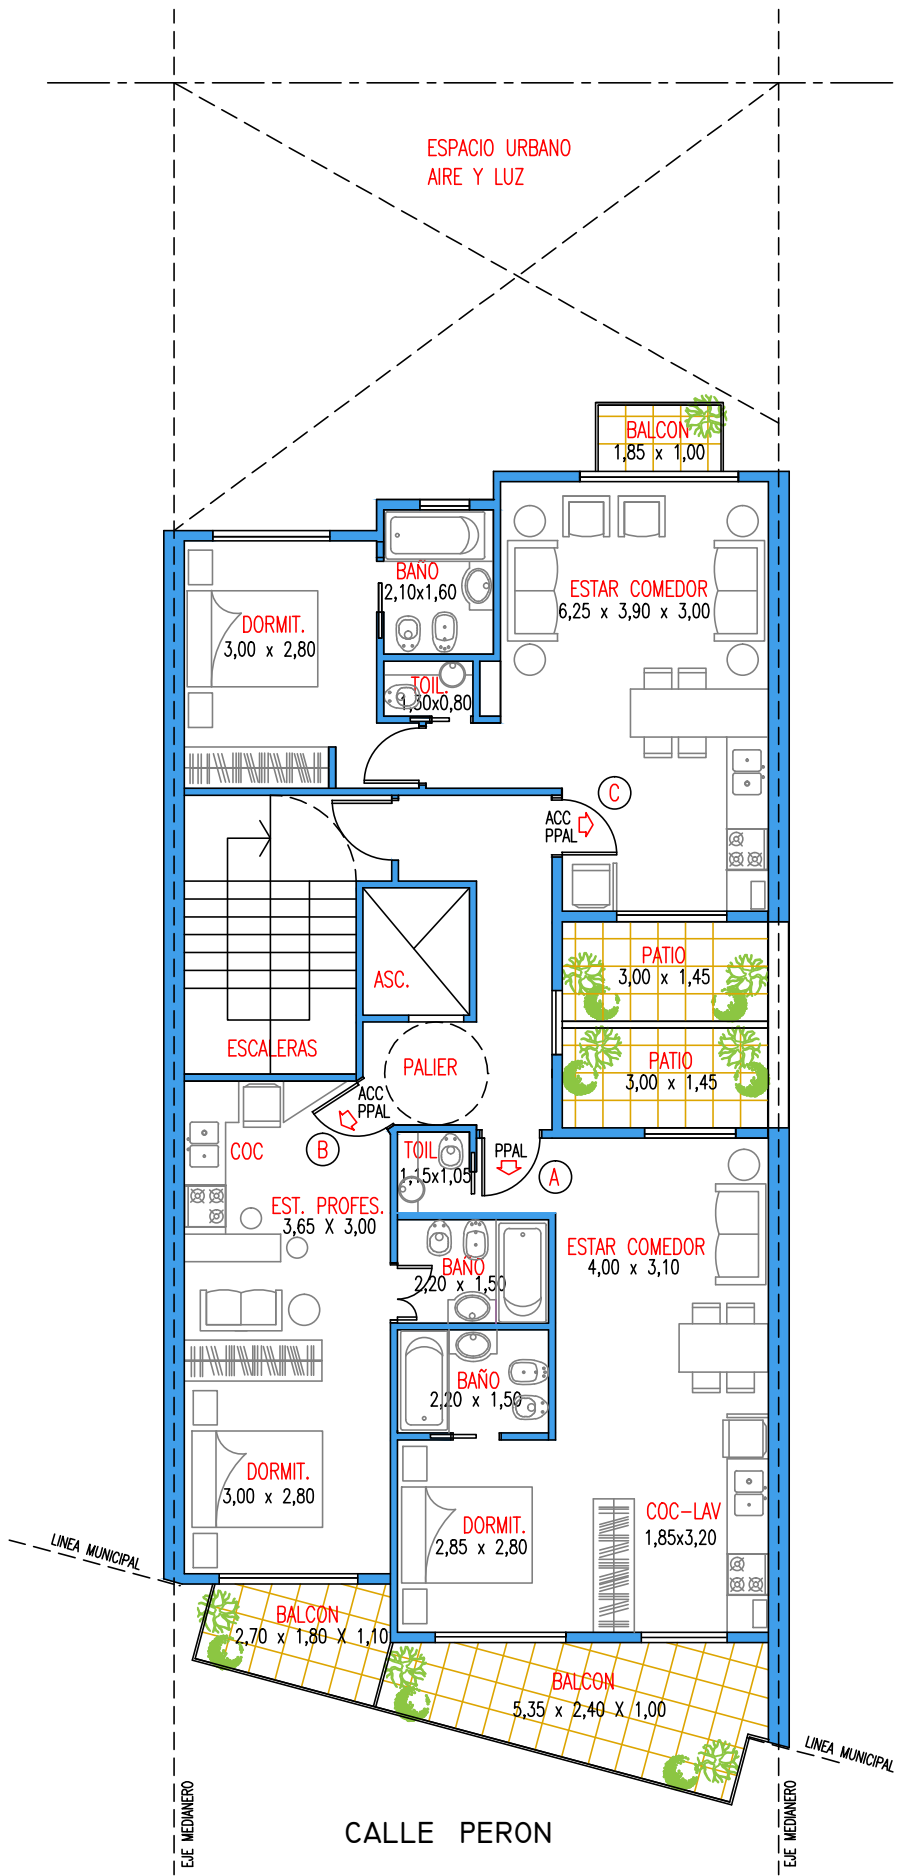 ESPACIO URBANO
AIRE Y LUZ
BALCON
1,85 x 1,00
BAÑO
2,10x1,60
ESTAR COMEDOR
6,25 x 3,90 x 3,00
DORMIT.
3,00 x 2,80
TOIL.
1,30x0,80
C
ACC
PPAL
ASC.
PATIO
3,00 x 1,45
ESCALERAS
PALIER
PATIO
3,00 x 1,45
ACC
PPAL
B
COC
TOIL
1,15x1,05
PPAL
A
EST. PROFES.
3,65 X 3,00
ESTAR COMEDOR
4,00 x 3,10
BAÑO
2,20 x 1,50
BAÑO
2,20 x 1,50
DORMIT.
3,00 x 2,80
DORMIT.
2,85 x 2,80
COC-LAV
1,85x3,20
LINEA MUNICIPAL
BALCON
2,70 x 1,80 X 1,10
BALCON
5,35 x 2,40 X 1,00
LINEA MUNICIPAL
EJE MEDIANERO
CALLE PERON
EJE MEDIANERO